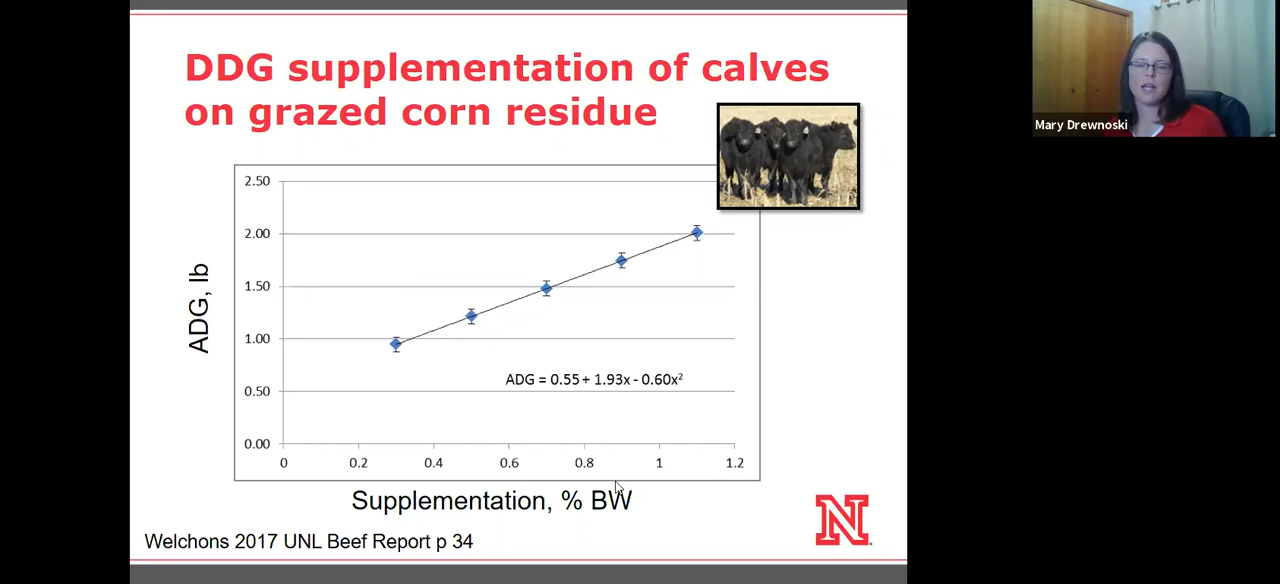 DDG supplementation of calves
on grazed corn residue
Mary Drewnoski
2.50
2.00
1.50
1.00
0.50
0.00
ADG, lb
ADG = 0.55 + 1.93x - 0.60x²
0 0.2 0.4 0.6 0.8 1 1.2
Supplementation, % BW
Welchons 2017 UNL Beef Report p 34
N